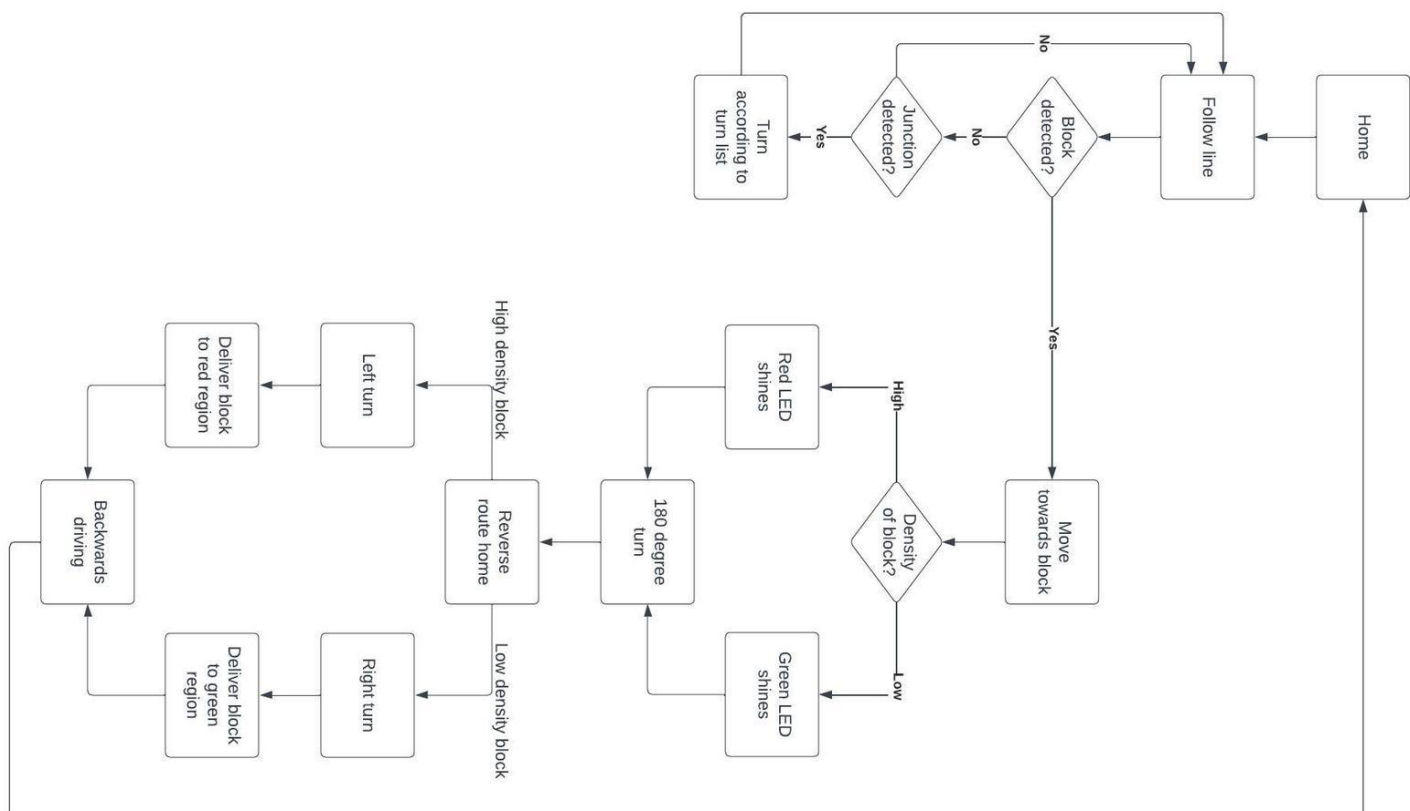 Home
Follow line
Block
detected?
No
Junction
detected?
No
Yes
Turn
according to
turn list
Yes
Move
towards block
Density
of block?
High
Low
Red LED
shines
Green LED
shines
180 degree
turn
Reverse
route home
High density block
Low density block
Left turn
Right turn
Deliver block
to red region
Deliver block
to green
region
Backwards
driving